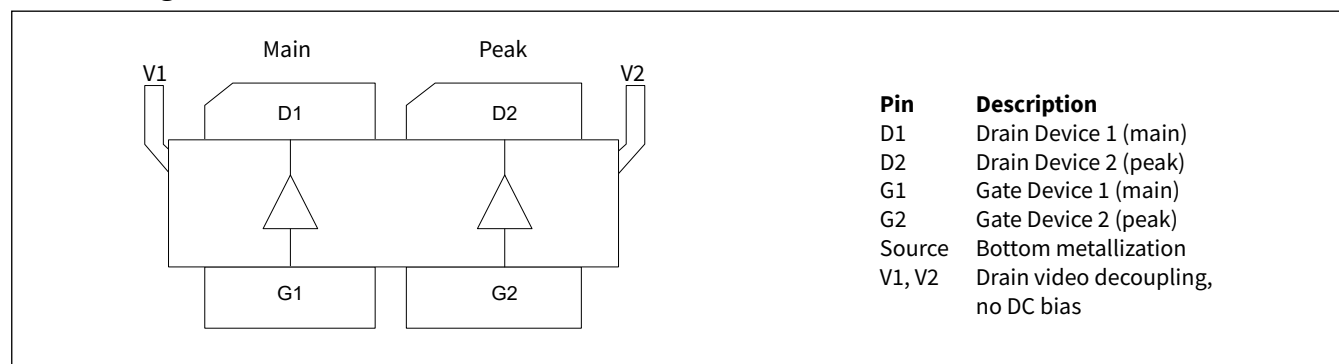 Main Peak
V1 V2
D1 D2
G1 G2
Pin Description
D1 Drain Device 1 (main)
D2 Drain Device 2 (peak)
G1 Gate Device 1 (main)
G2 Gate Device 2 (peak)
Source Bottom metallization
V1, V2 Drain video decoupling,
no DC bias